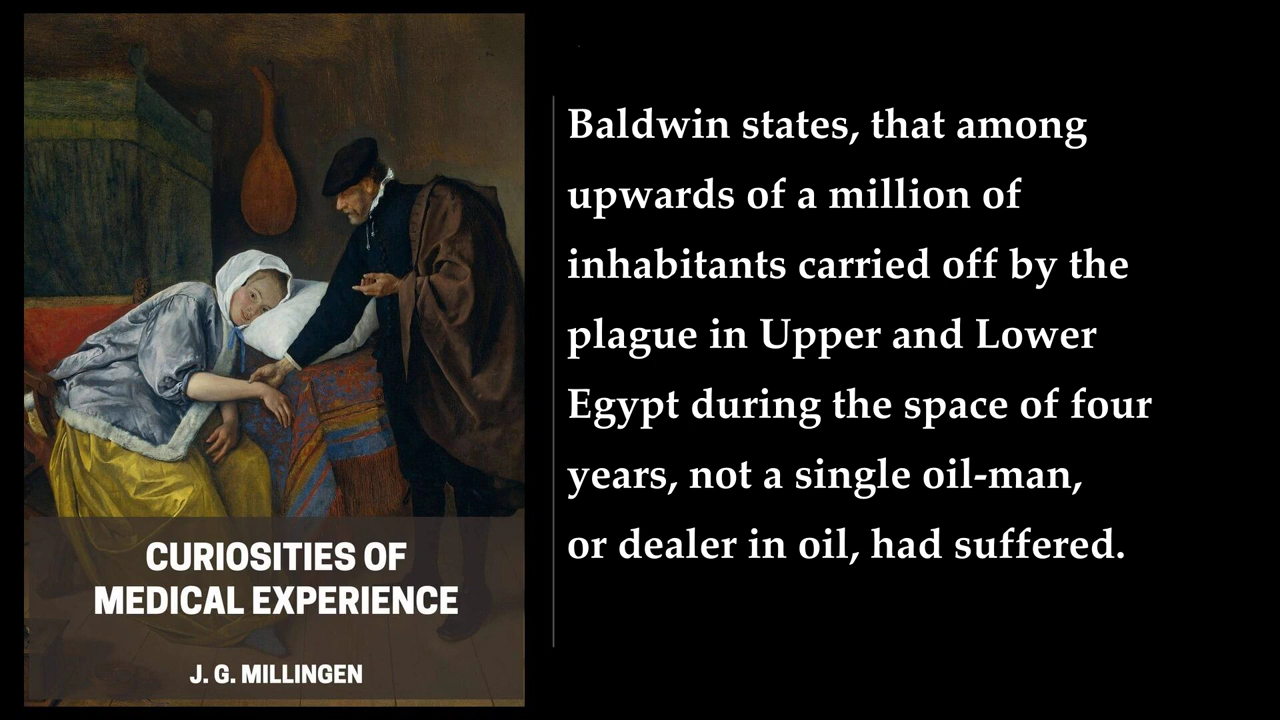 CURIOSITIES OF
MEDICAL EXPERIENCE
J. G. MILLINGEN
Baldwin states, that among
upwards of a million of
inhabitants carried off by the
plague in Upper and Lower
Egypt during the space of four
years, not a single oil-man,
or dealer in oil, had suffered.